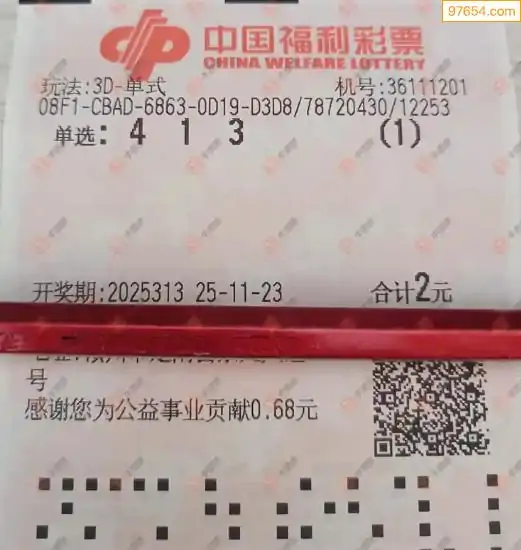 97654.com
中国福利彩票
CHINA WELFARE LOTTERY
玩法:3D-单式 机号:36111201
08F1-CBAD-6863-0D19-D3D8/78720430/12253
单选: 4 1 3 (1)
开奖期:2025313 25-11-23 合计2元
号
感谢您为公益事业贡献0.68元